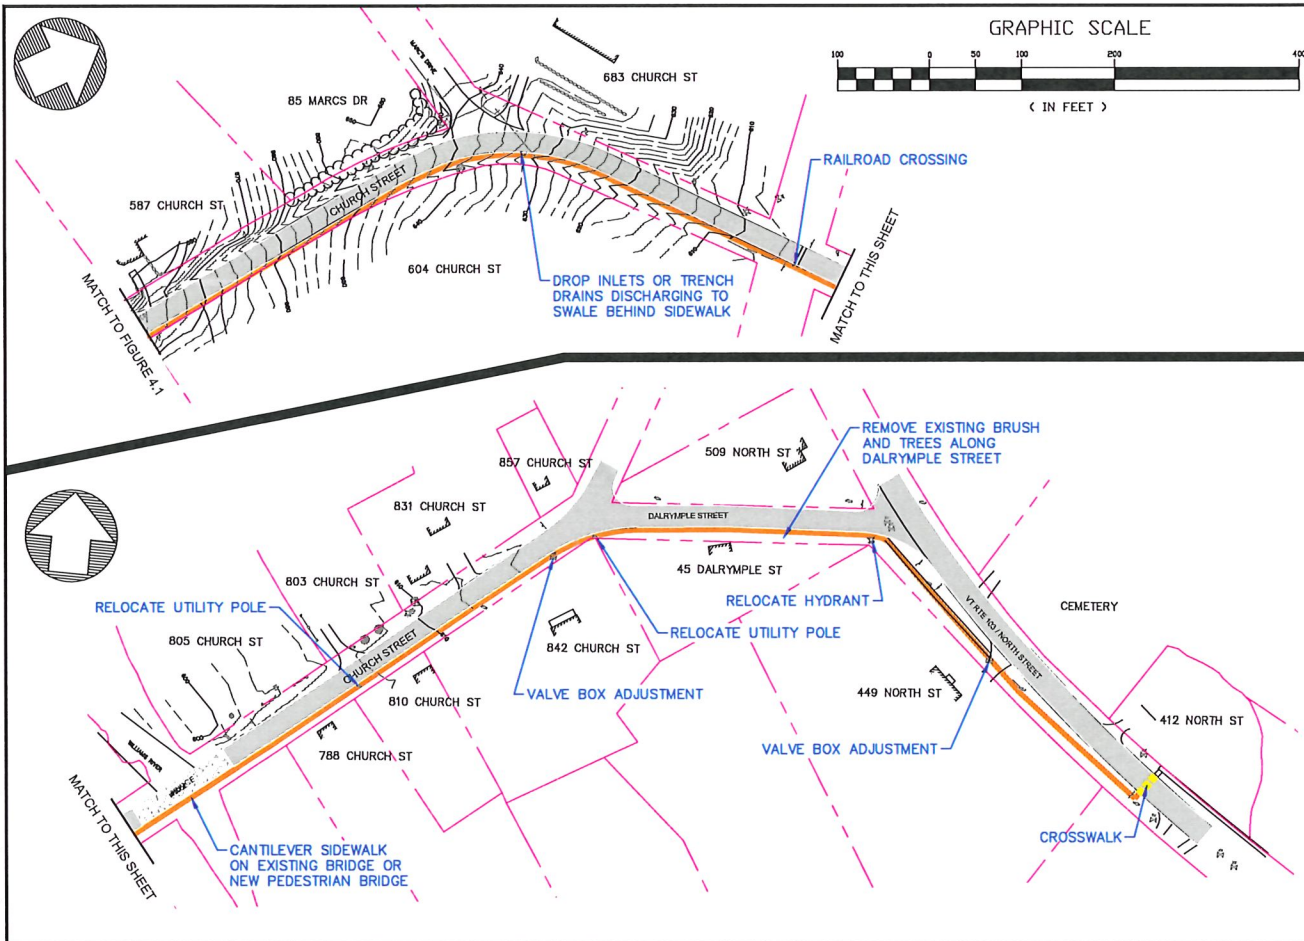 GRAPHIC SCALE
100 0 50 100 200 400
( IN FEET )
683 CHURCH ST
85 MARCS DR
RAILROAD CROSSING
CHURCH STREET
587 CHURCH ST
604 CHURCH ST
DROP INLETS OR TRENCH
DRAINS DISCHARGING TO
SWALE BEHIND SIDEWALK
MATCH TO THIS SHEET
MATCH TO FIGURE 4.1
REMOVE EXISTING BRUSH
AND TREES ALONG
DALRYMPLE STREET
509 NORTH ST
857 CHURCH ST
831 CHURCH ST
DALRYMPLE STREET
45 DALRYMPLE ST
803 CHURCH ST
RELOCATE UTILITY POLE
RELOCATE HYDRANT
CEMETERY
805 CHURCH ST
CHURCH STREET
842 CHURCH ST
RELOCATE UTILITY POLE
VT RTE 103 / NORTH STREET
810 CHURCH ST
VALVE BOX ADJUSTMENT
449 NORTH ST
412 NORTH ST
788 CHURCH ST
VALVE BOX ADJUSTMENT
BRIDGE
MATCH TO THIS SHEET
CANTILEVER SIDEWALK
ON EXISTING BRIDGE OR
NEW PEDESTRIAN BRIDGE
CROSSWALK